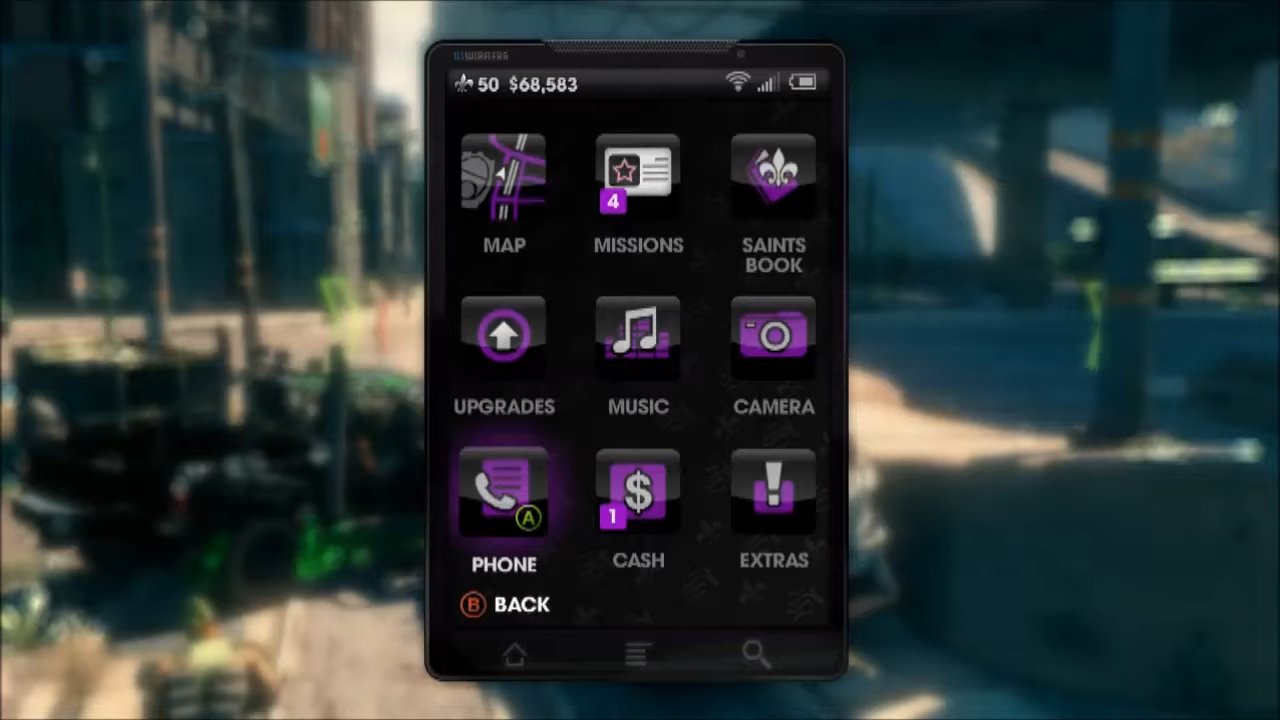 50 $68,583
MAP
MISSIONS
4
SAINTS
BOOK
UPGRADES
MUSIC
CAMERA
PHONE
A
CASH
1
EXTRAS
B BACK